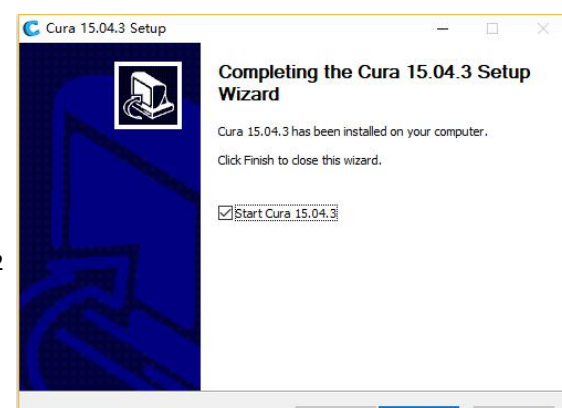 Cura 15.04.3 Setup
Completing the Cura 15.04.3 Setup
Wizard
Cura 15.04.3 has been installed on your computer.
Click Finish to close this wizard.
Start Cura 15.04.3
2